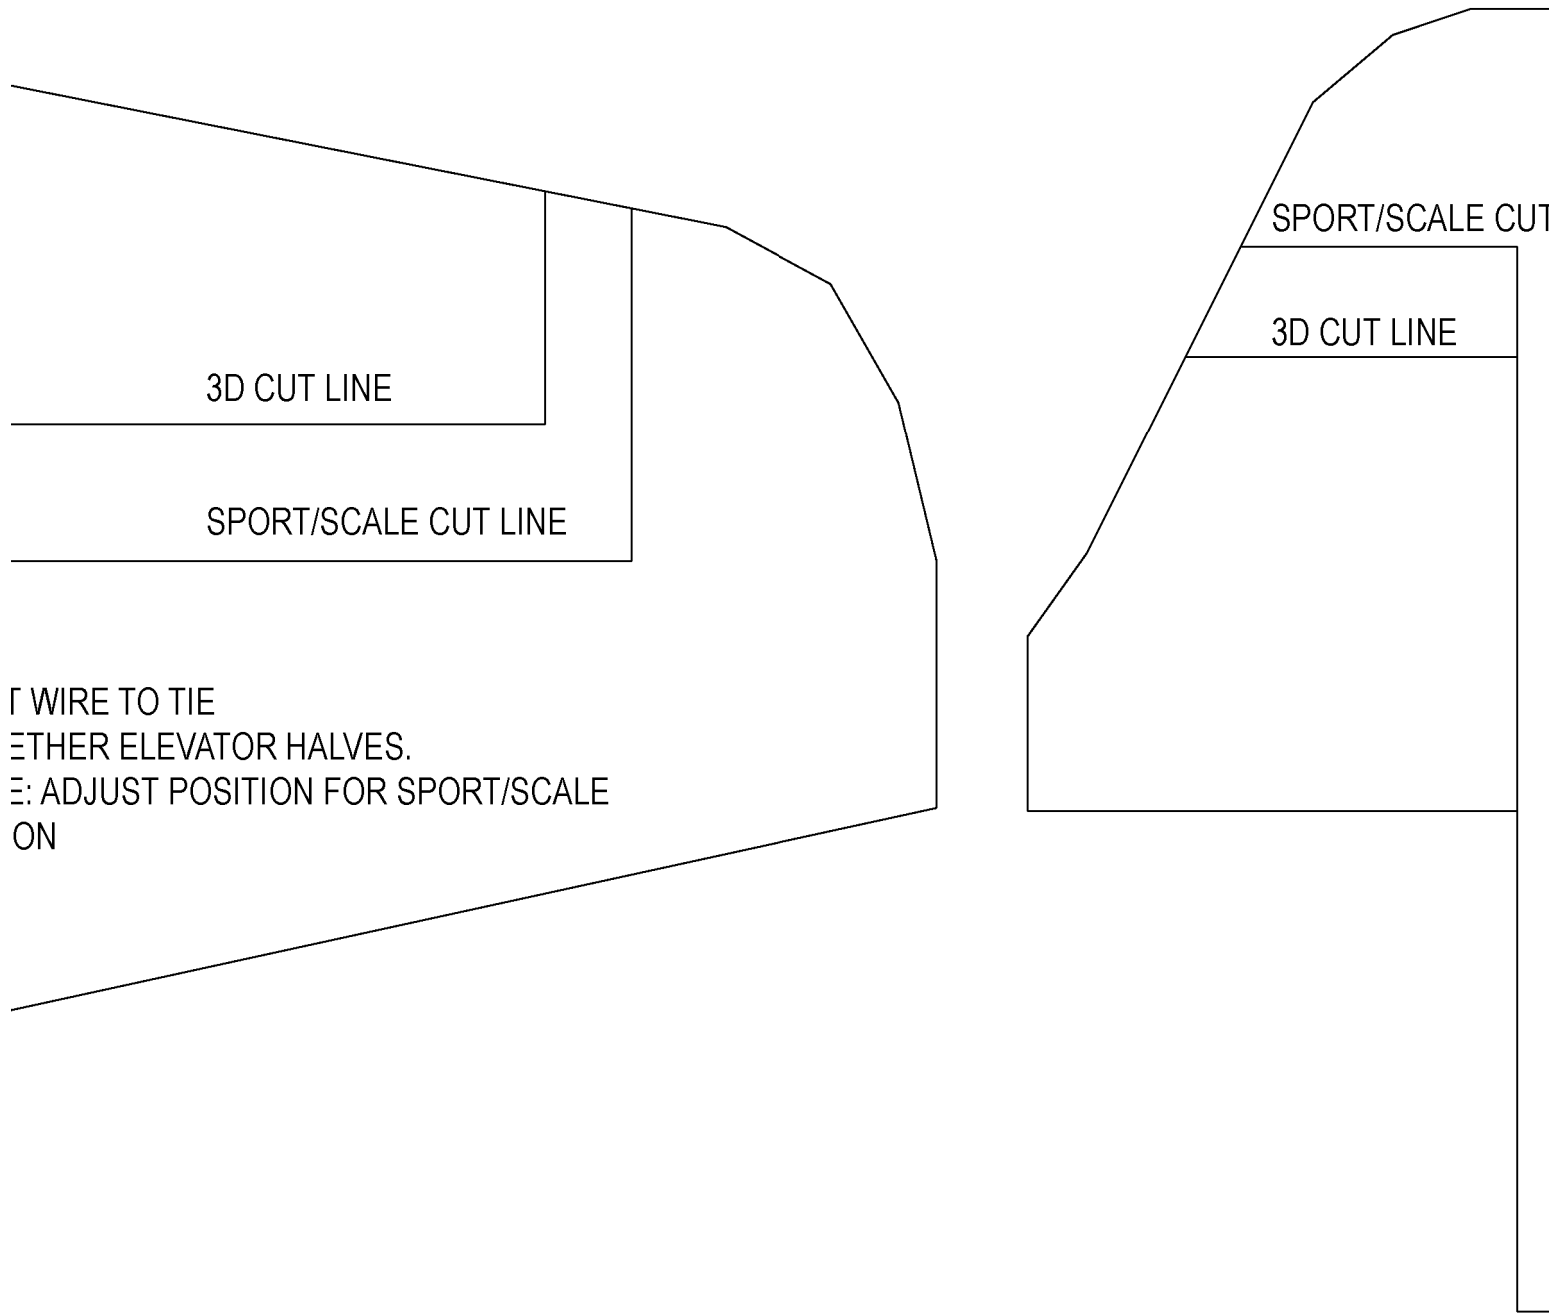 3D CUT LINE
SPORT/SCALE CUT LINE
WIRE TO TIE
ETHER ELEVATOR HALVES.
: ADJUST POSITION FOR SPORT/SCALE
ON
SPORT/SCALE CUT
3D CUT LINE